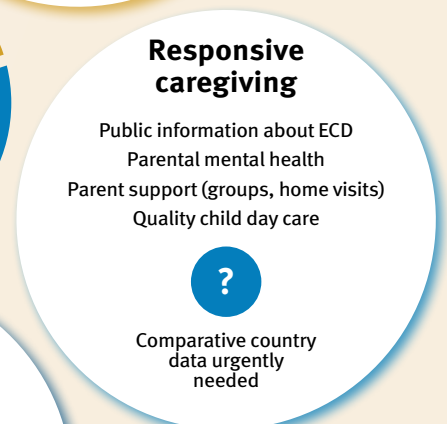 Responsive
caregiving
Public information about ECD
Parental mental health
Parent support (groups, home visits)
Quality child day care
?
Comparative country
data urgently
needed